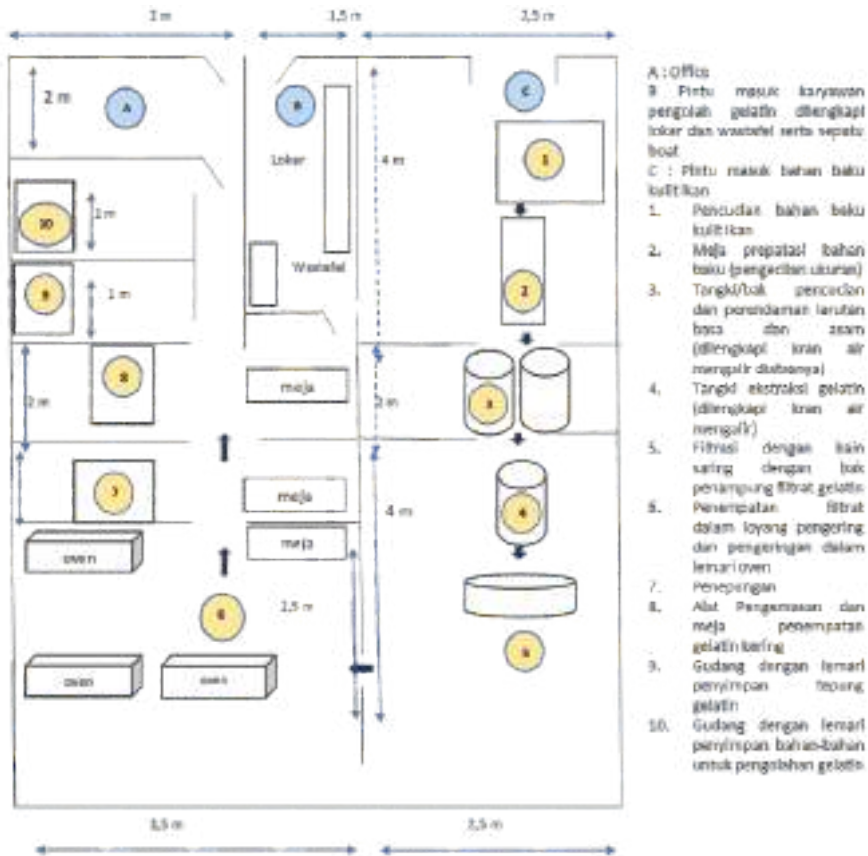 2 m
1,5 m
2,5 m
2 m
A
B
C
Loker
4 m
1
10
1 m
Wastafel
2
9
1 m
8
meja
2 m
2 m
3
7
meja
4 m
4
oven
meja
6
2,5 m
5
oven
oven
3,5 m
2,5 m
A : Office
B Pintu masuk karyawan
pengolah gelatin dilengkapi
loker dan wastafel serta sepatu
boat
C : Pintu masuk bahan baku
kulit ikan
1. Pencucian bahan baku
kulit ikan
2. Meja preparasi bahan
baku (pengecilan ukuran)
3. Tangki/bak pencucian
dan perendaman larutan
basa dan asam
(dilengkapi kran air
mengalir diatasnya)
4. Tangki ekstraksi gelatin
(dilengkapi kran air
mengalir)
5. Filtrasi dengan kain
saring dengan bak
penampung filtrat gelatin
6. Penempatan filtrat
dalam loyang pengering
dan pengeringan dalam
lemari oven
7. Penepungan
8. Alat Pengemasan dan
meja penempatan
gelatin kering
9. Gudang dengan lemari
penyimpan tepung
gelatin
10. Gudang dengan lemari
penyimpan bahan-bahan
untuk pengolahan gelatin